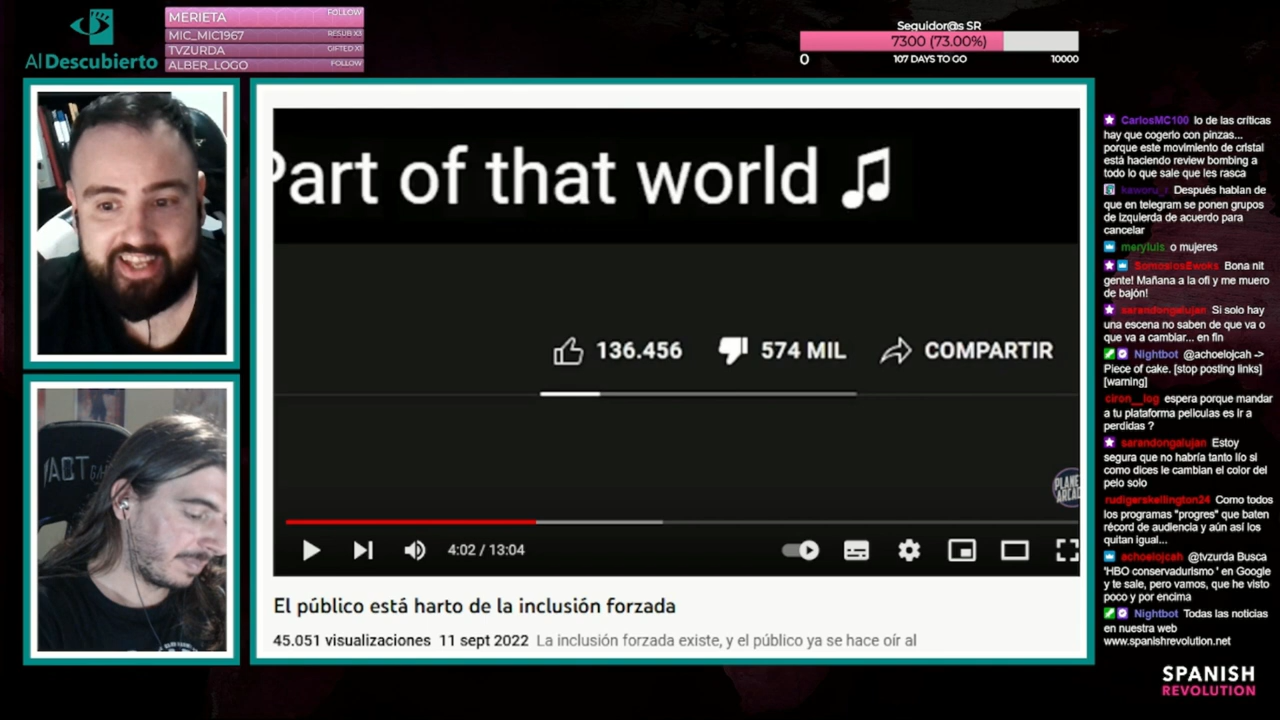 Al Descubierto
MERIETA FOLLOW
MIC_MIC1967 RESUB X3
TVZURDA GIFTED X1
ALBER_LOGO FOLLOW
Seguidor@s SR
7300 (73.00%)
0 107 DAYS TO GO 10000
Part of that world ♫
136.456 574 MIL COMPARTIR
4:02 / 13:04
El público está harto de la inclusión forzada
45.051 visualizaciones 11 sept 2022 La inclusión forzada existe, y el público ya se hace oír al
CarlosMC100 lo de las críticas
hay que cogerlo con pinzas...
porque este movimiento de cristal
está haciendo review bombing a
todo lo que sale que les rasca
Después hablan de
que en telegram se ponen grupos
de Izquierda de acuerdo para
cancelar
meryluis o mujeres
SomoslosEwoks Bona nit
gente! Mañana a la ofi y me muero
de bajón!
sarandongalujan Si solo hay
una escena no saben de que va o
que va a cambiar... en fin
Nightbot @achoelojcah ->
Piece of cake. [stop posting links]
[warning]
ciron__log espera porque mandar
a tu plataforma peliculas es ir a
perdidas ?
sarandongalujan Estoy
segura que no habría tanto lío si
como dices le cambian el color del
pelo solo
rudigerskellington24 Como todos
los programas "progres" que baten
récord de audiencia y aún así los
quitan igual...
achoelojcah @tvzurda Busca
'HBO conservadurismo ' en Google
y te sale, pero vamos, que he visto
poco y por encima
Nightbot Todas las noticias
en nuestra web
www.spanishrevolution.net
SPANISH
REVOLUTION